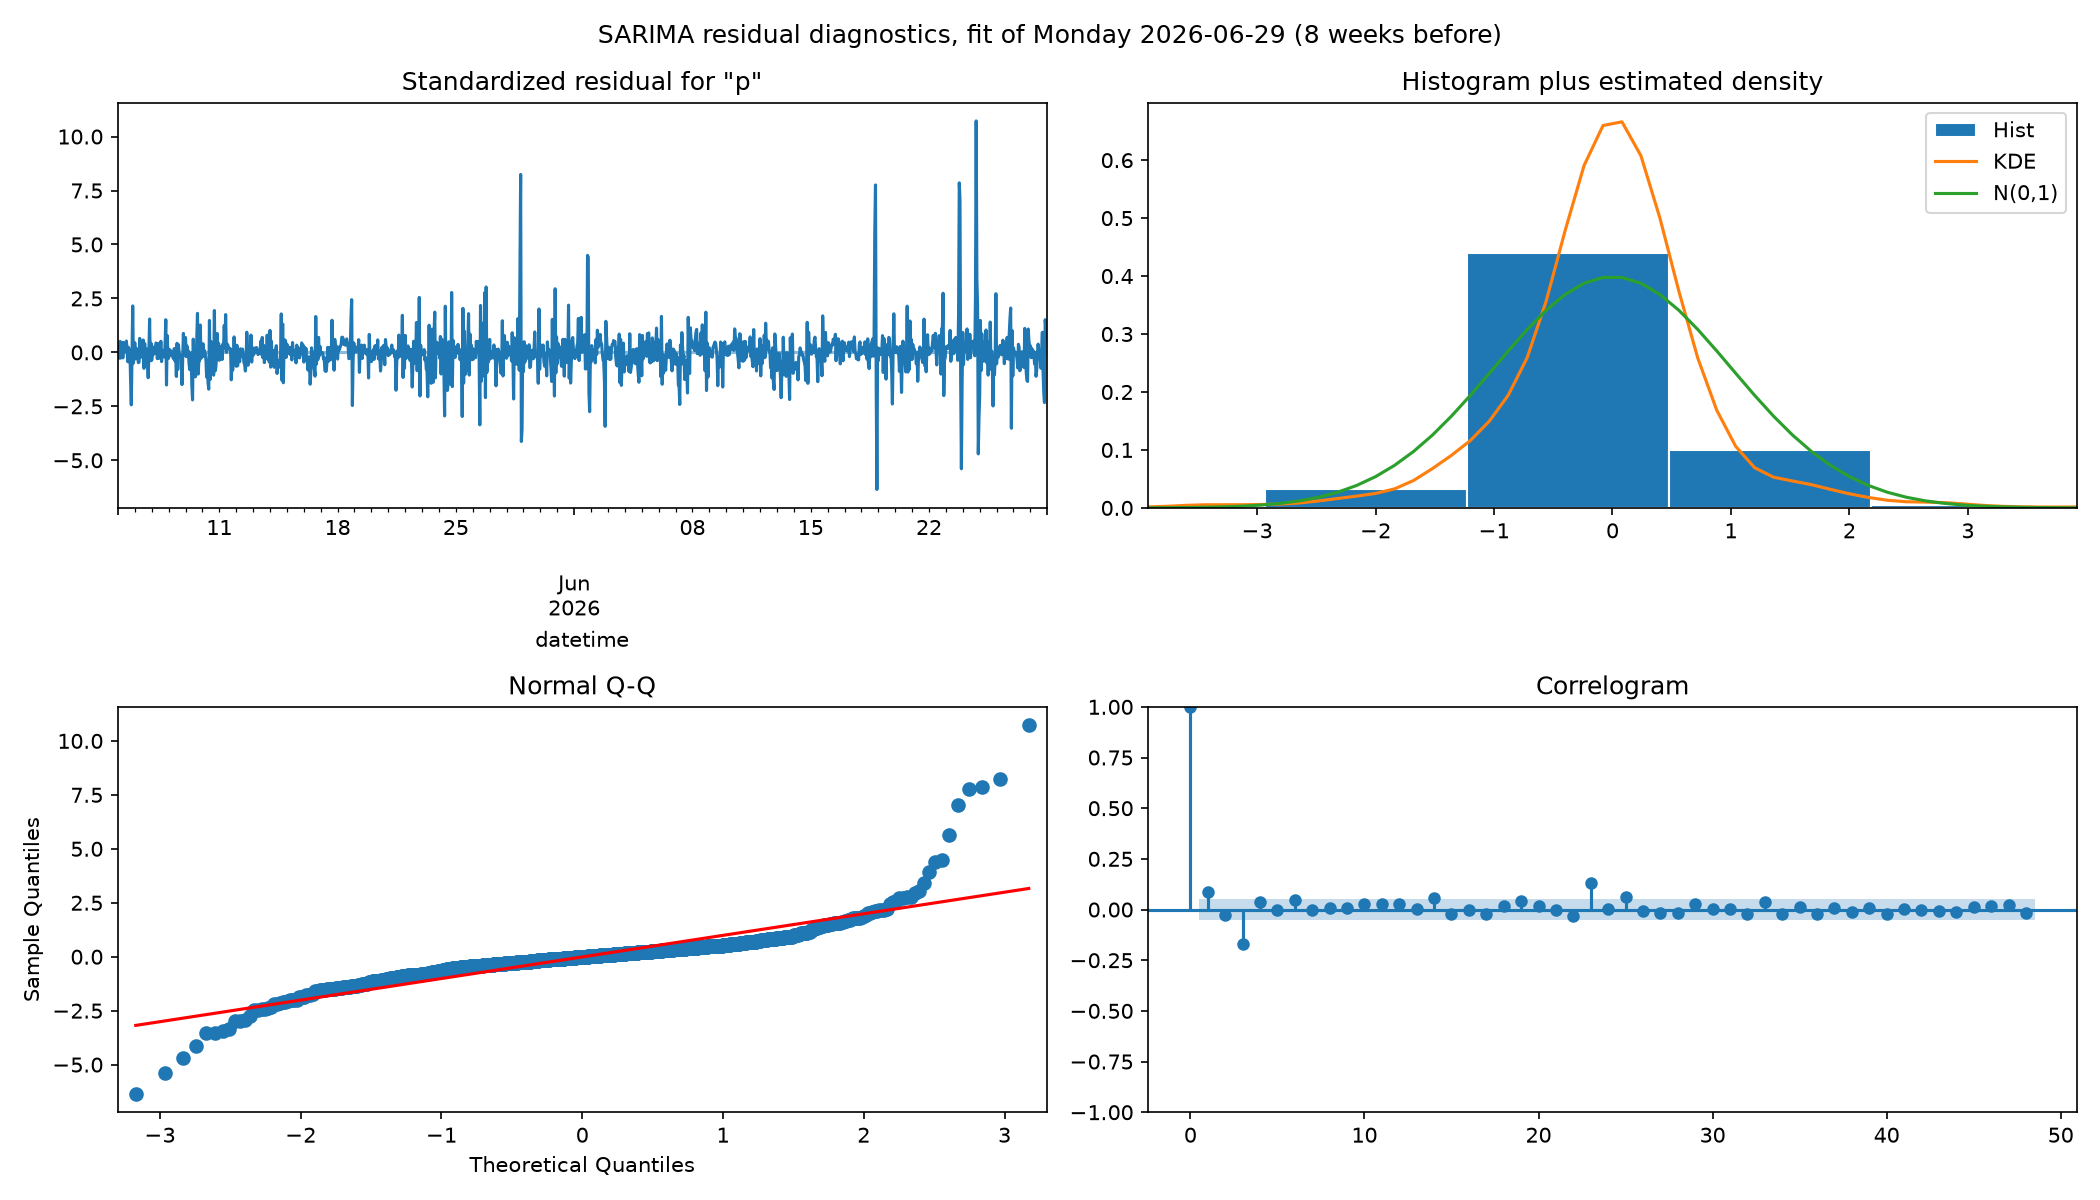 SARIMA residual diagnostics, fit of Monday 2026-06-29 (8 weeks before)
Standardized residual for "p"
10.0
7.5
5.0
2.5
0.0
−2.5
−5.0
11 18 25 08 15 22
Jun
2026
datetime
Histogram plus estimated density
Hist
KDE
N(0,1)
0.6
0.5
0.4
0.3
0.2
0.1
0.0
−3 −2 −1 0 1 2 3
Normal Q-Q
Sample Quantiles
10.0
7.5
5.0
2.5
0.0
−2.5
−5.0
−3 −2 −1 0 1 2 3
Theoretical Quantiles
Correlogram
1.00
0.75
0.50
0.25
0.00
−0.25
−0.50
−0.75
−1.00
0 10 20 30 40 50